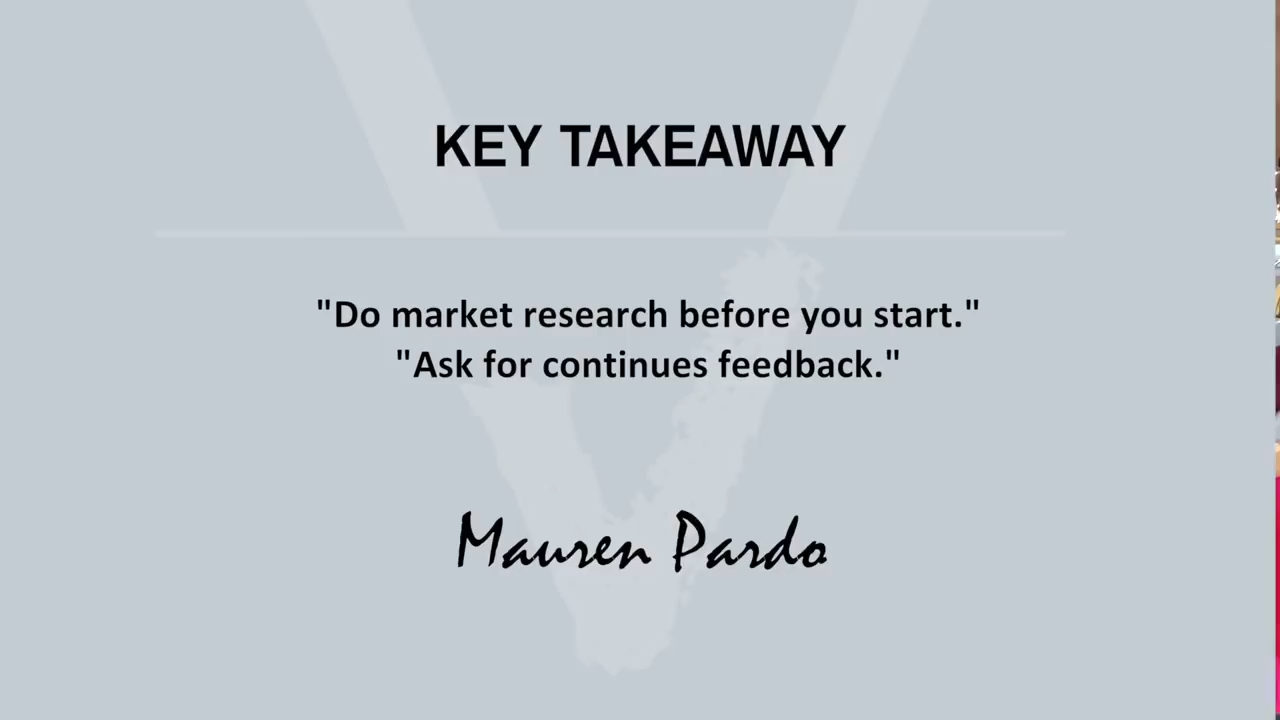 KEY TAKEAWAY
"Do market research before you start."
"Ask for continues feedback."
Mauren Pardo